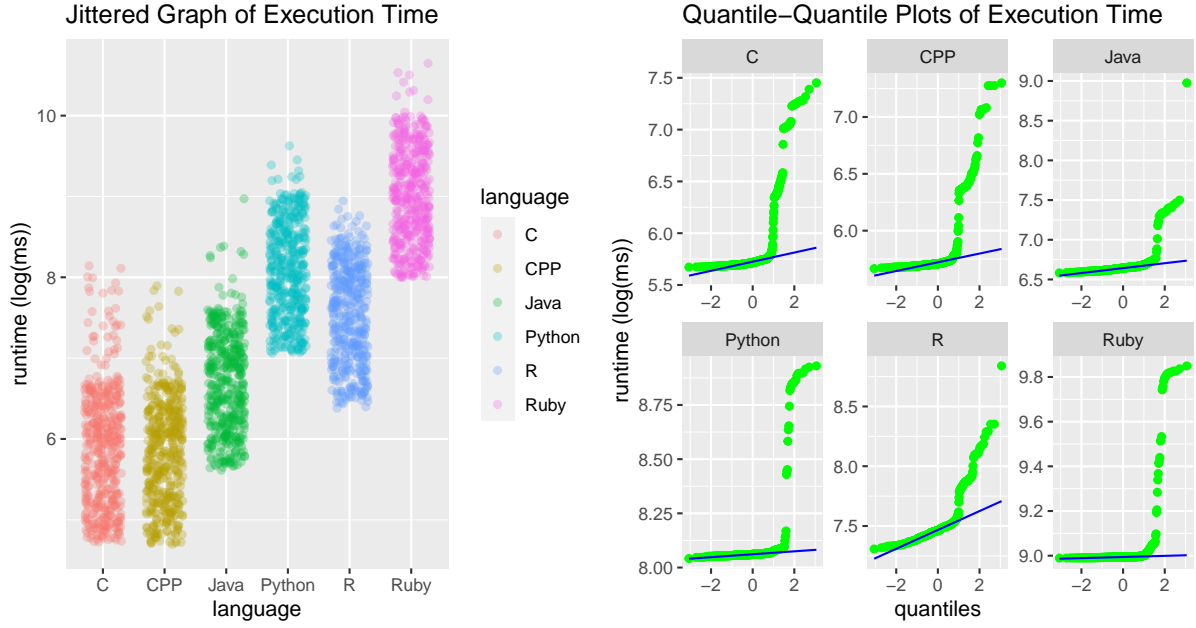 Jittered Graph of Execution Time
runtime (log(ms))
10
8
6
C CPP Java Python R Ruby
language
language
C
CPP
Java
Python
R
Ruby
Quantile−Quantile Plots of Execution Time
runtime (log(ms))
C
7.5
7.0
6.5
6.0
5.5
−2 0 2
CPP
7.0
6.5
6.0
−2 0 2
Java
9.0
8.5
8.0
7.5
7.0
6.5
−2 0 2
Python
8.75
8.50
8.25
8.00
−2 0 2
R
8.5
8.0
7.5
−2 0 2
Ruby
9.8
9.6
9.4
9.2
9.0
−2 0 2
quantiles